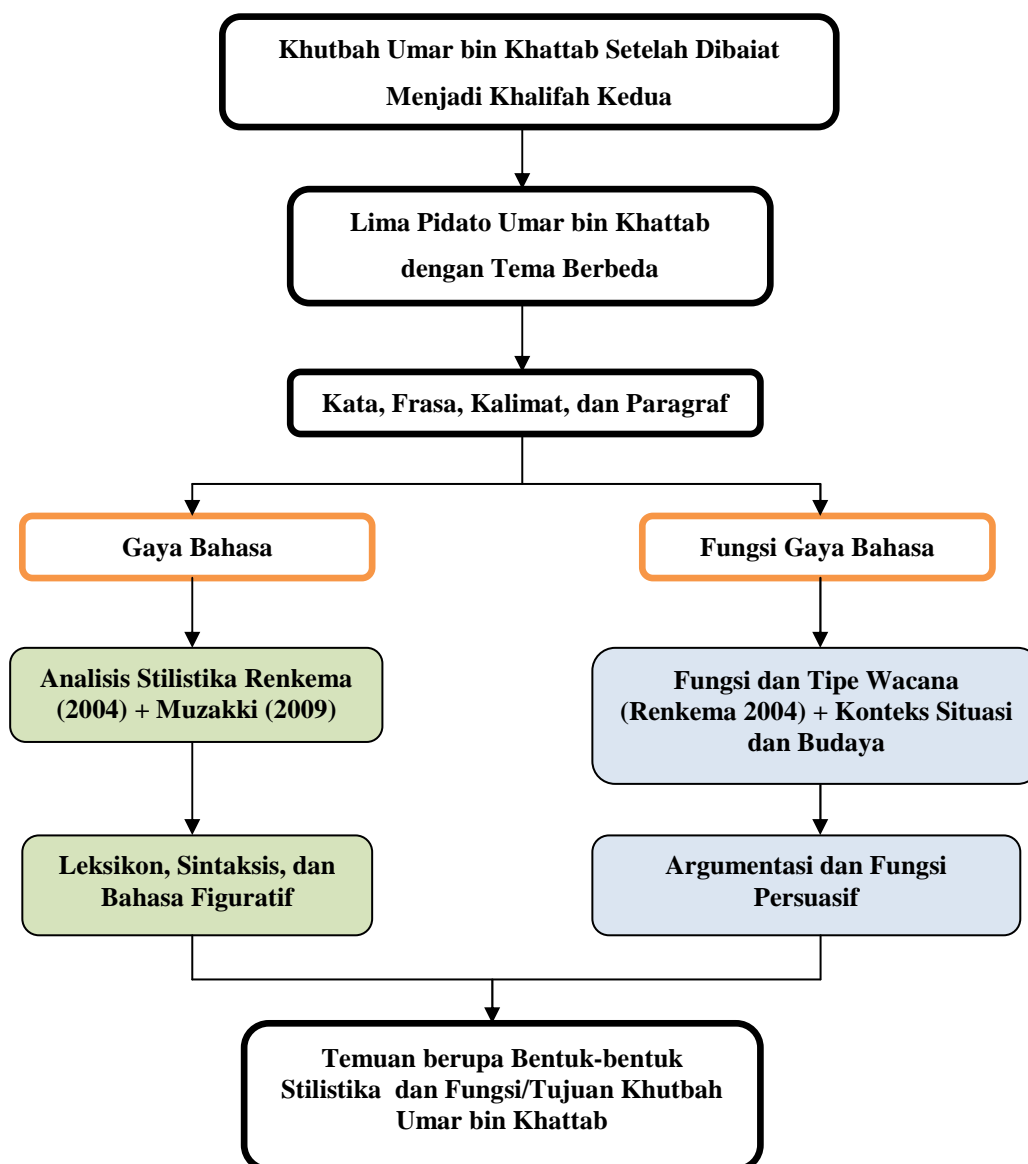 Khutbah Umar bin Khattab Setelah Dibaiat
Menjadi Khalifah Kedua
Lima Pidato Umar bin Khattab
dengan Tema Berbeda
Kata, Frasa, Kalimat, dan Paragraf
Gaya Bahasa
Fungsi Gaya Bahasa
Analisis Stilistika Renkema
(2004) + Muzakki (2009)
Fungsi dan Tipe Wacana
(Renkema 2004) + Konteks Situasi
dan Budaya
Leksikon, Sintaksis, dan
Bahasa Figuratif
Argumentasi dan Fungsi
Persuasif
Temuan berupa Bentuk-bentuk
Stilistika dan Fungsi/Tujuan Khutbah
Umar bin Khattab